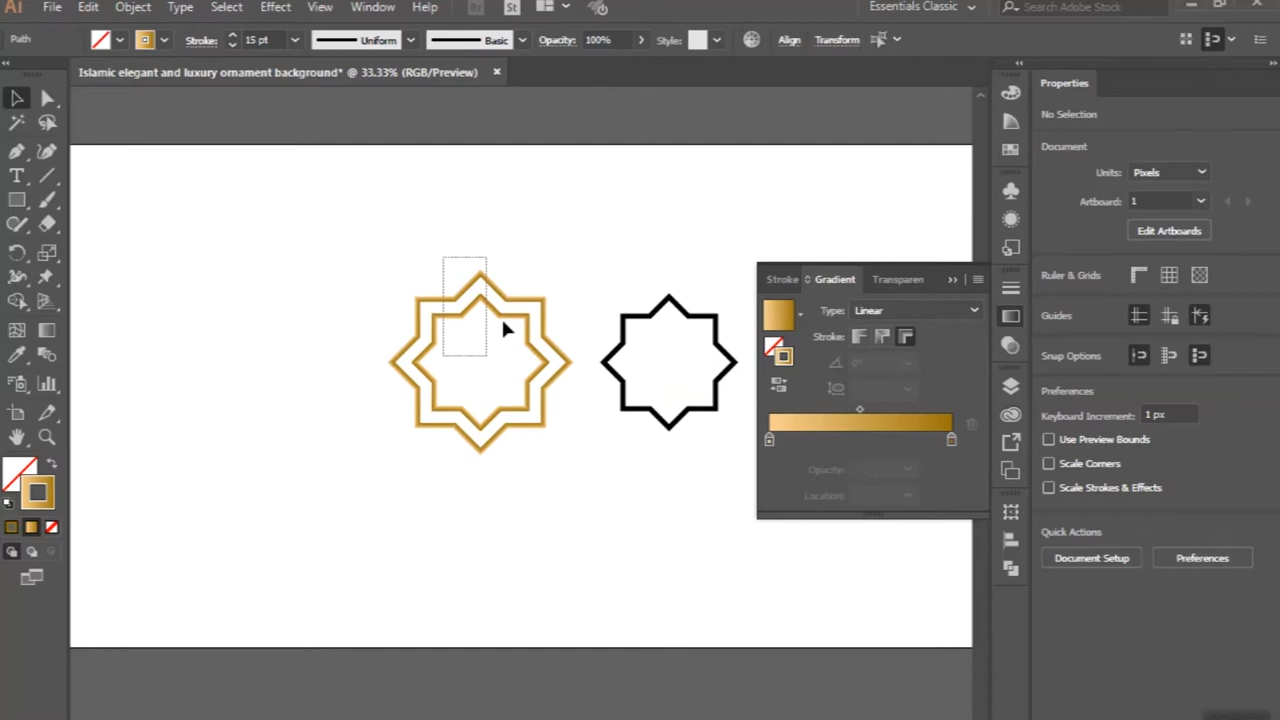 Ai File Edit Object Type Select Effect View Window Help Br St Essentials Classic Search Adobe Stock
Path Stroke: 15 pt Uniform Basic Opacity: 100% Style: Align Transform
Islamic elegant and luxury ornament background* @ 33.33% (RGB/Preview) ×
Properties
No Selection
Document
Units: Pixels
Artboard: 1
Edit Artboards
Ruler & Grids
Guides
Snap Options
Preferences
Keyboard Increment: 1 px
Use Preview Bounds
Scale Corners
Scale Strokes & Effects
Quick Actions
Document Setup Preferences
Stroke Gradient Transparen
Type: Linear
Stroke:
0°
Opacity:
Location: